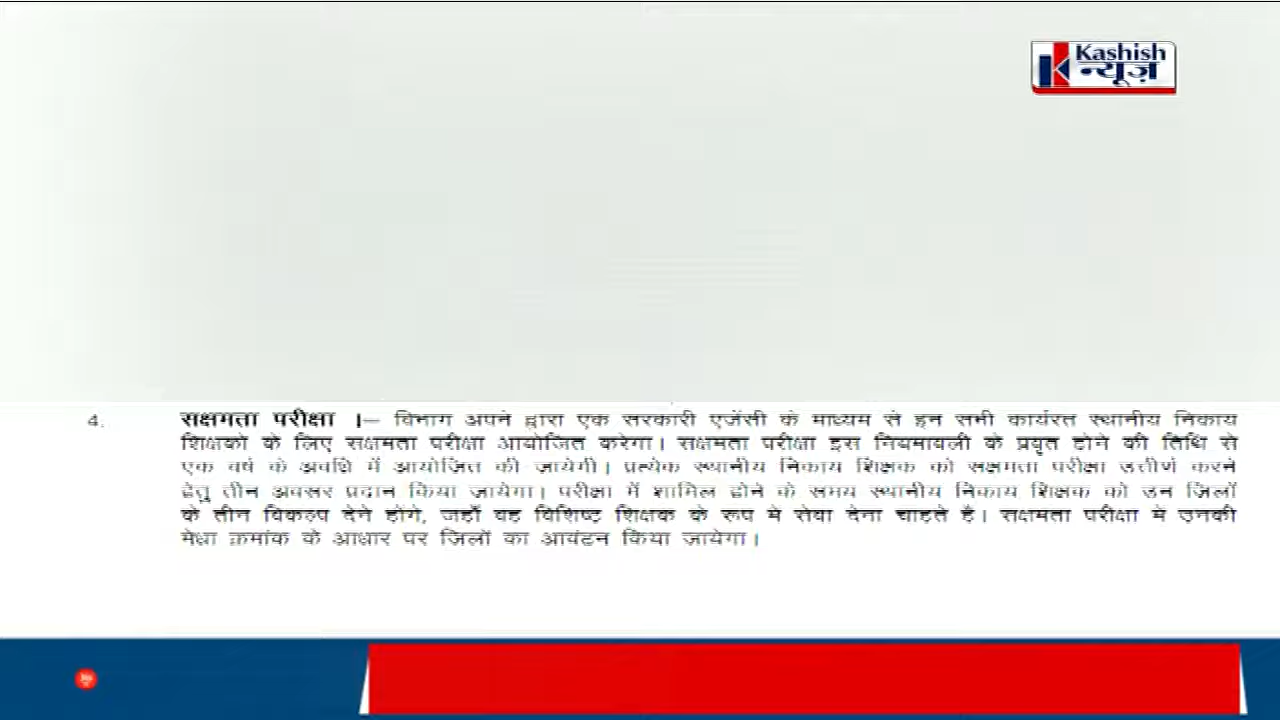 Kashish
न्यूज़
4. सक्षमता परीक्षा ।– विभाग अपने द्वारा एक सरकारी एजेंसी के माध्यम से इन सभी कार्यरत स्थानीय निकाय
शिक्षकों के लिए सक्षमता परीक्षा आयोजित करेगा। सक्षमता परीक्षा इस नियमावली के प्रवृत होने की तिथि से
एक वर्ष के अवधि में आयोजित की जायेगी। प्रत्येक स्थानीय निकाय शिक्षक को सक्षमता परीक्षा उत्तीर्ण करने
हेतु तीन अवसर प्रदान किया जायेगा। परीक्षा में शामिल होने के समय स्थानीय निकाय शिक्षक को उन जिलों
के तीन विकल्प देने होंगे, जहाँ वह विशिष्ट शिक्षक के रूप में सेवा देना चाहते हैं। सक्षमता परीक्षा में उनकी
मेधा क्रमांक के आधार पर जिलों का आवंटन किया जायेगा।